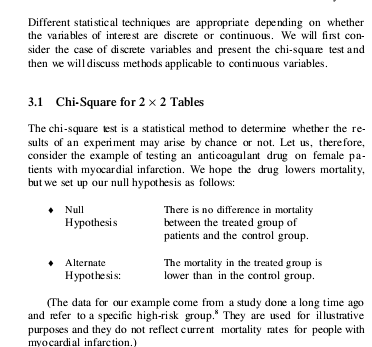 Different statistical techniques are appropriate depending on whether
the variables of interest are discrete or continuous. We will first con-
sider the case of discrete variables and present the chi-square test and
then we will discuss methods applicable to continuous variables.
3.1 Chi-Square for 2 × 2 Tables
The chi-square test is a statistical method to determine whether the re-
sults of an experiment may arise by chance or not. Let us, therefore,
consider the example of testing an anticoagulant drug on female pa-
tients with myocardial infarction. We hope the drug lowers mortality,
but we set up our null hypothesis as follows:
♦ Null There is no difference in mortality
Hypothesis between the treated group of
patients and the control group.
♦ Alternate The mortality in the treated group is
Hypothesis: lower than in the control group.
(The data for our example come from a study done a long time ago
and refer to a specific high-risk group.⁸ They are used for illustrative
purposes and they do not reflect current mortality rates for people with
myocardial infarction.)